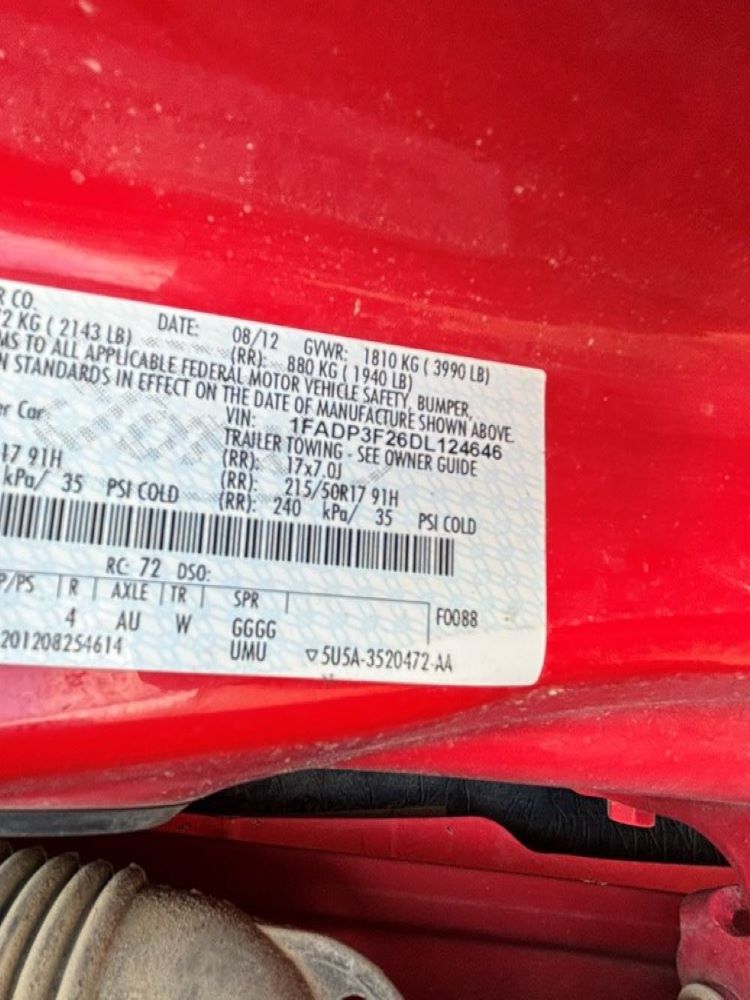 R CO.
2 KG ( 2143 LB) DATE: 08/12 GVWR: 1810 KG ( 3990 LB)
(RR): 880 KG ( 1940 LB)
MS TO ALL APPLICABLE FEDERAL MOTOR VEHICLE SAFETY, BUMPER,
N STANDARDS IN EFFECT ON THE DATE OF MANUFACTURE SHOWN ABOVE.
er Car VIN: 1FADP3F26DL124646
TRAILER TOWING - SEE OWNER GUIDE
(RR): 17x7.0J
17 91H (RR): 215/50R17 91H
kPa/ 35 PSI COLD (RR): 240 kPa/ 35 PSI COLD
RC: 72 DSO:
P/PS R AXLE TR SPR
4 AU W GGGG F0088
201208254614 UMU ▽5U5A-3520472-AA